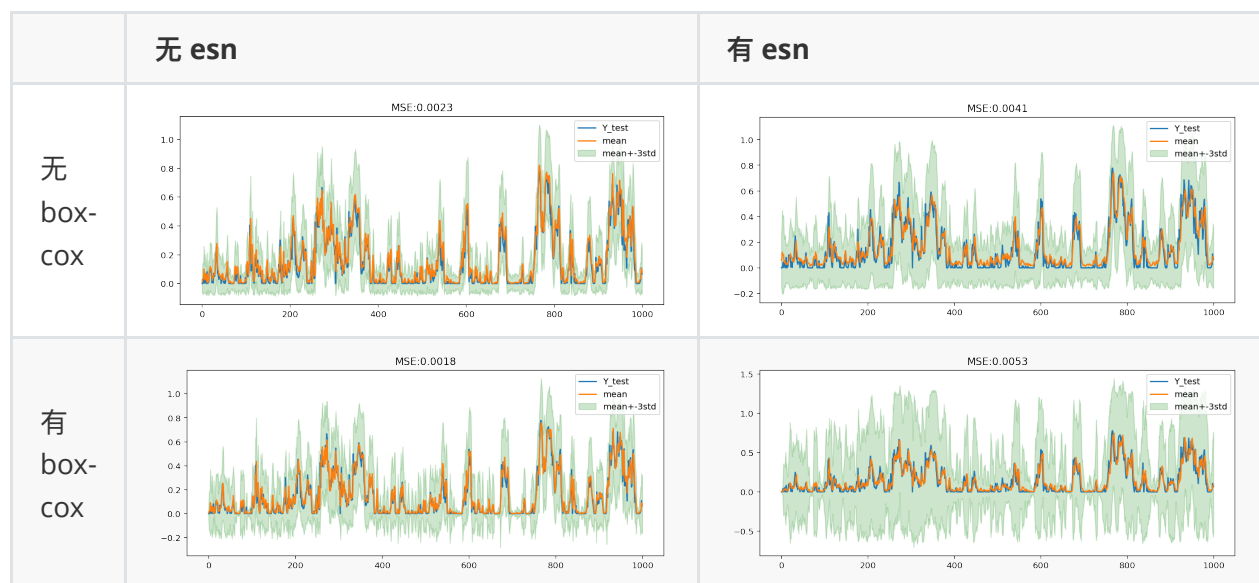 无 esn
有 esn
无
box-
cox
MSE:0.0023
Y_test
mean
mean+-3std
1.0
0.8
0.6
0.4
0.2
0.0
0
200
400
600
800
1000
MSE:0.0041
Y_test
mean
mean+-3std
1.0
0.8
0.6
0.4
0.2
0.0
−0.2
0
200
400
600
800
1000
有
box-
cox
MSE:0.0018
Y_test
mean
mean+-3std
1.0
0.8
0.6
0.4
0.2
0.0
−0.2
0
200
400
600
800
1000
MSE:0.0053
Y_test
mean
mean+-3std
1.5
1.0
0.5
0.0
−0.5
0
200
400
600
800
1000